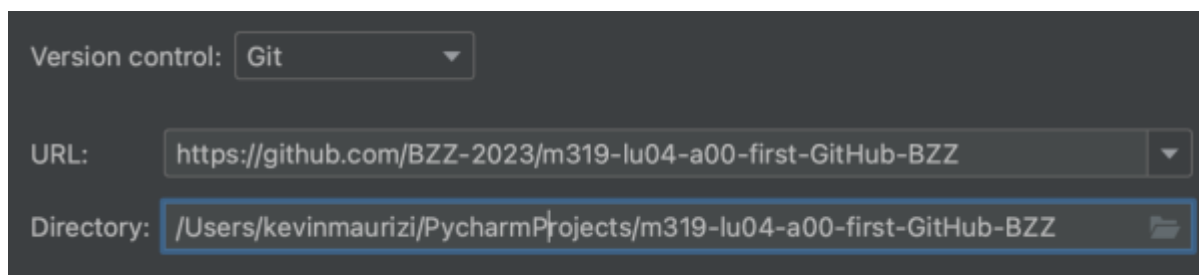 Version control: Git
URL: https://github.com/BZZ-2023/m319-lu04-a00-first-GitHub-BZZ
Directory: /Users/kevinmaurizi/PycharmProjects/m319-lu04-a00-first-GitHub-BZZ